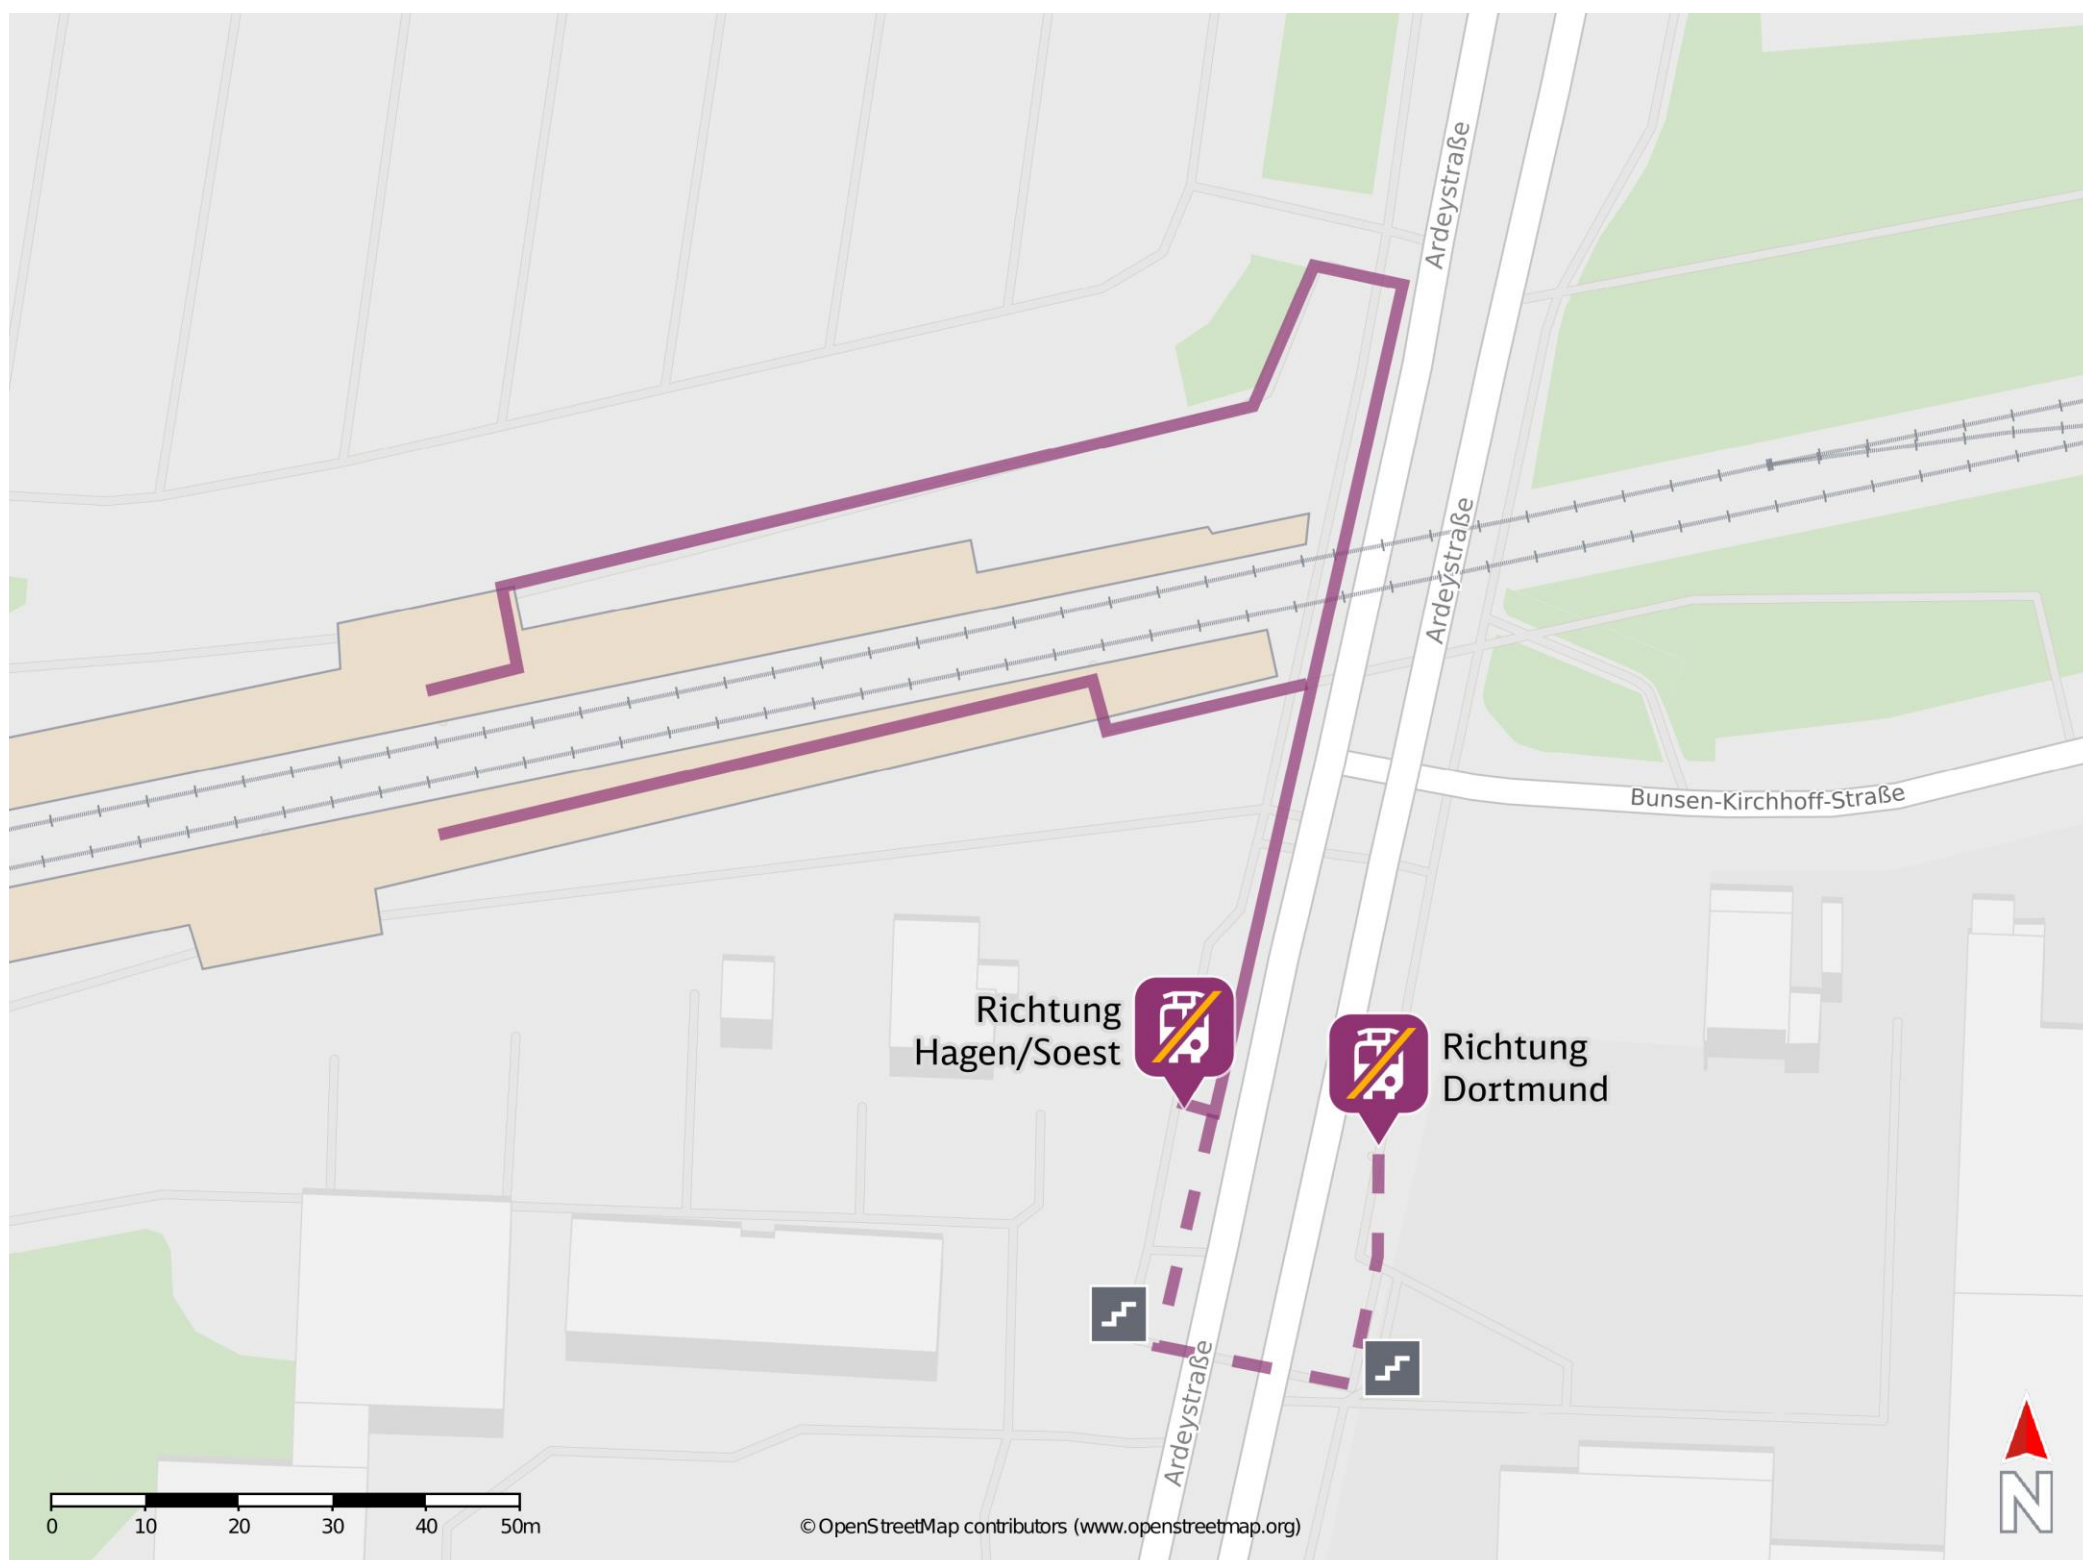 Ardeystraße
Ardeystraße
Bunsen-Kirchhoff-Straße
Richtung
Hagen/Soest
Richtung
Dortmund
Ardeystraße
N
0 10 20 30 40 50m
© OpenStreetMap contributors (www.openstreetmap.org)